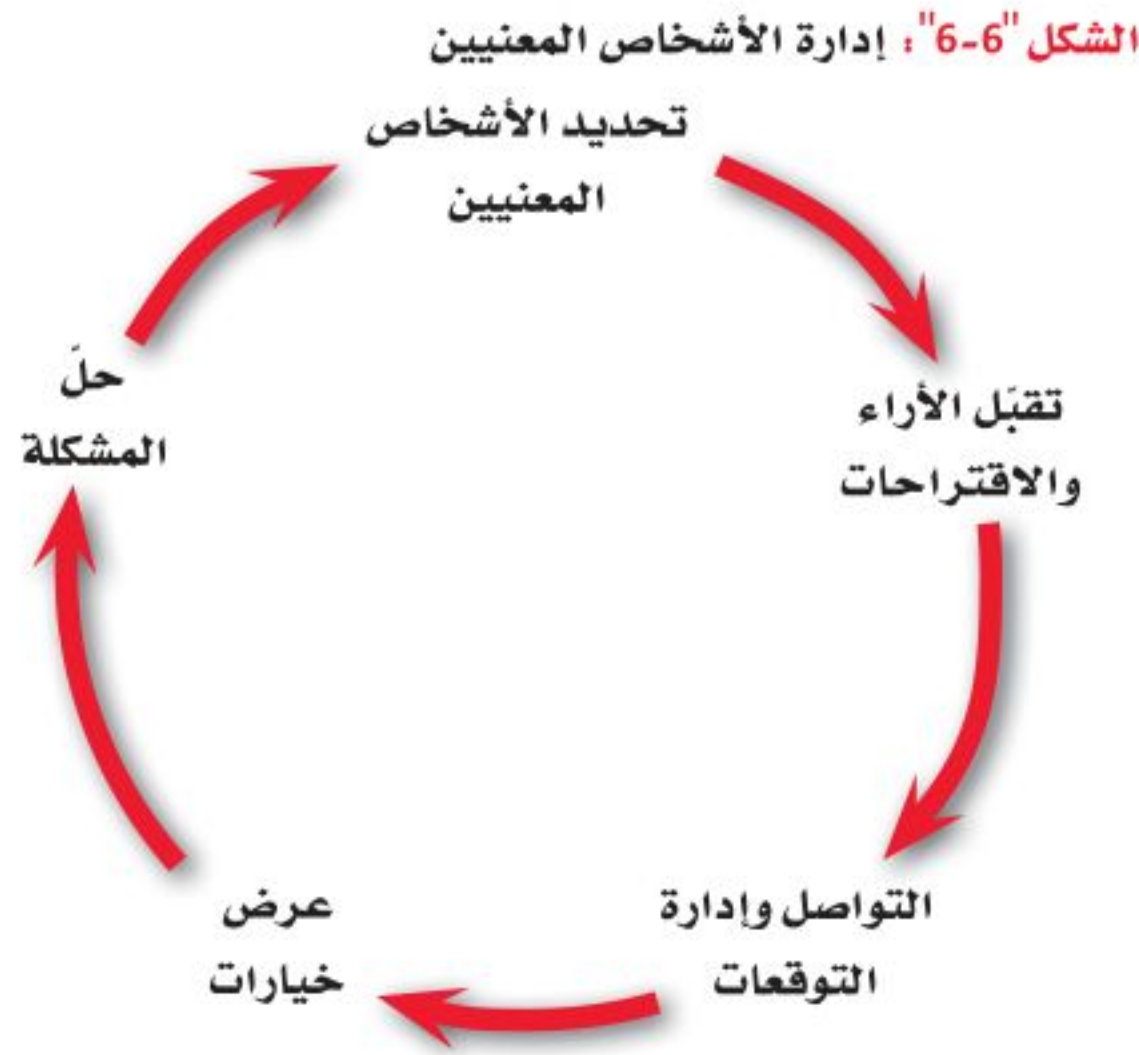 الشكل "6-6": إدارة الأشخاص المعنيين
تحديد الأشخاص
المعنيين
تقبّل الأراء
والاقتراحات
التواصل وإدارة
التوقعات
عرض
خيارات
حلّ
المشكلة